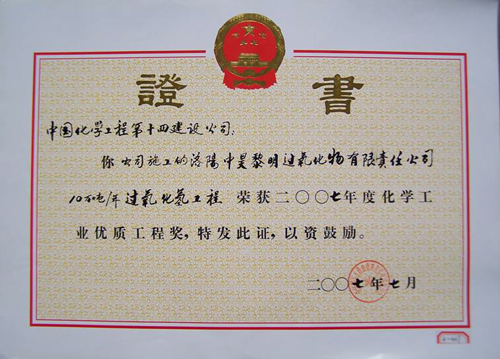 證書
中国化学工程第十四建设公司:
你公司施工的洛陽中昊黎明过氧化物有限责任公司
10万吨/年过氧化氢工程 荣获二〇〇七年度化学工
业优质工程奖，特发此证，以资鼓励。
二〇〇七年七月